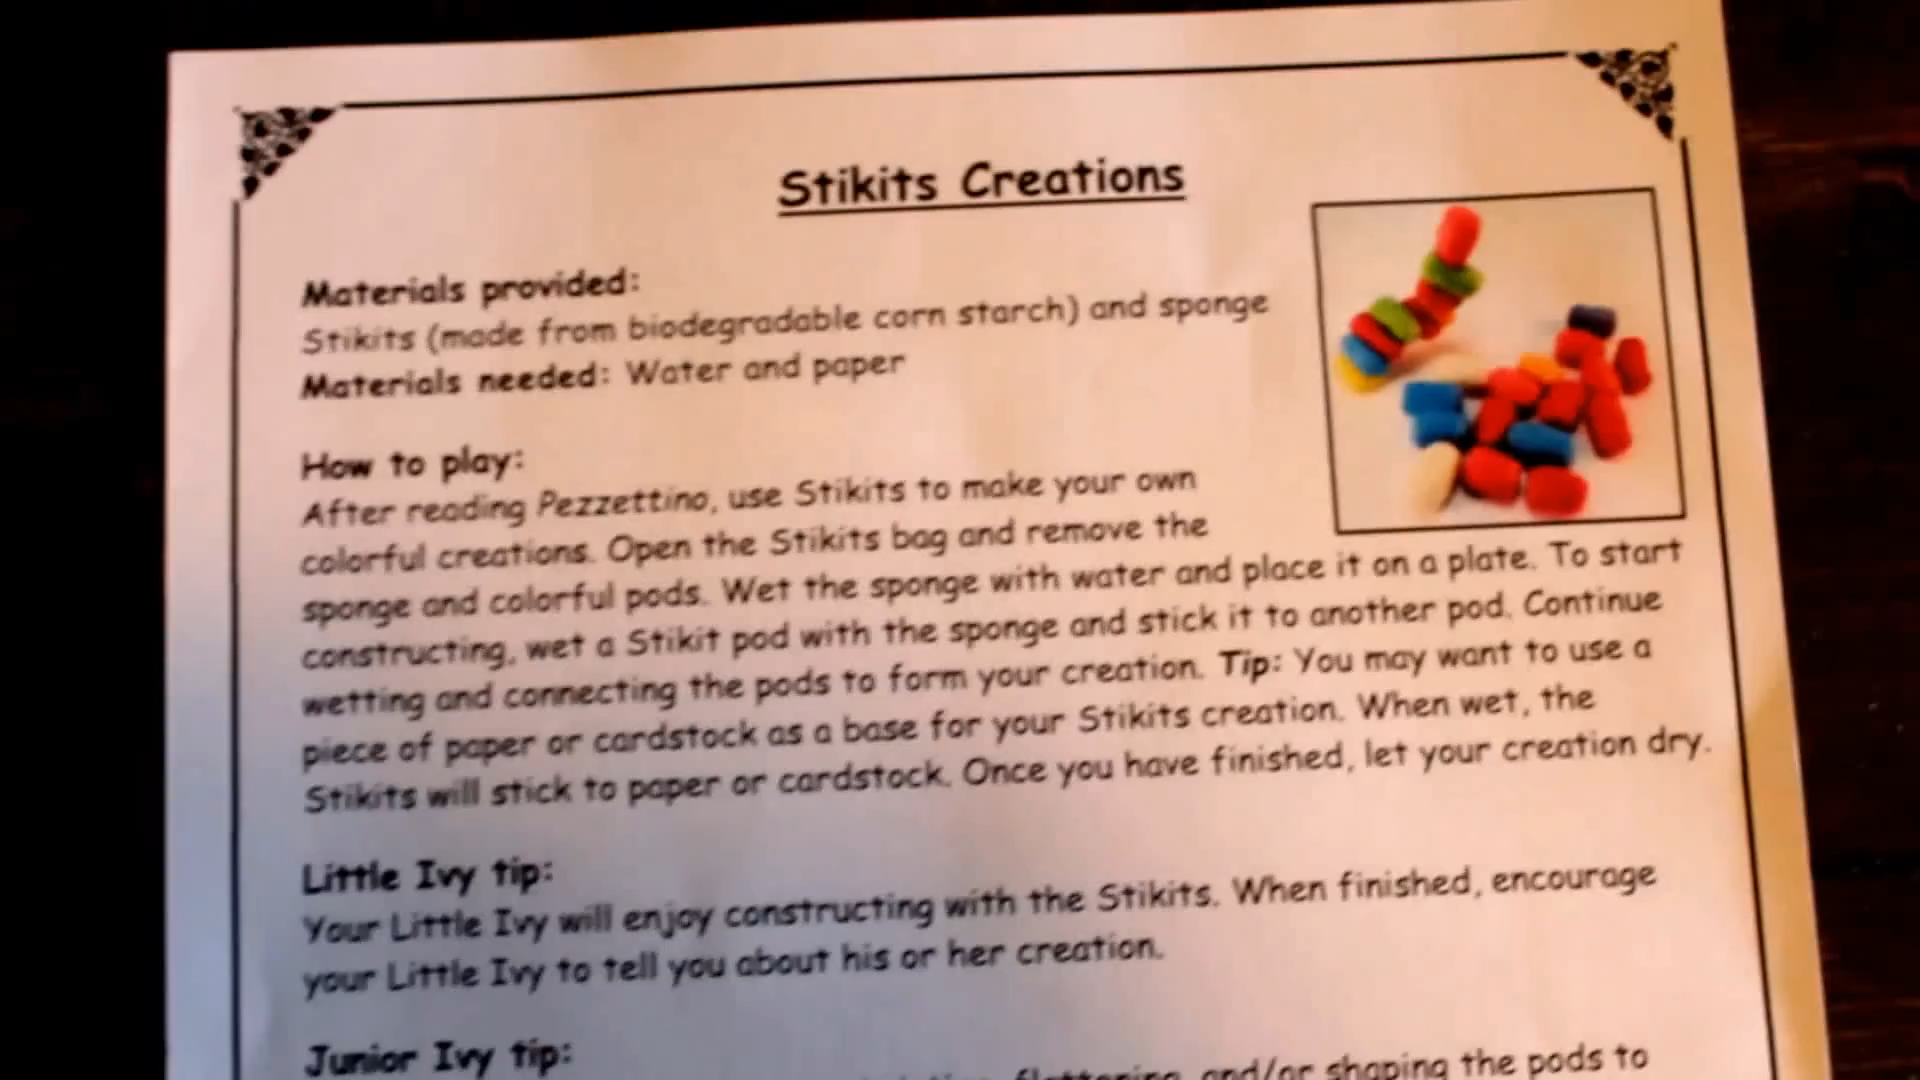 Stikits Creations
Materials provided:
Stikits (made from biodegradable corn starch) and sponge
Materials needed: Water and paper
How to play:
After reading Pezzettino, use Stikits to make your own
colorful creations. Open the Stikits bag and remove the
sponge and colorful pods. Wet the sponge with water and place it on a plate. To start
constructing, wet a Stikit pod with the sponge and stick it to another pod. Continue
wetting and connecting the pods to form your creation. Tip: You may want to use a
piece of paper or cardstock as a base for your Stikits creation. When wet, the
Stikits will stick to paper or cardstock. Once you have finished, let your creation dry.
Little Ivy tip:
Your Little Ivy will enjoy constructing with the Stikits. When finished, encourage
your Little Ivy to tell you about his or her creation.
Junior Ivy tip:
flattening, and/or shaping the pods to